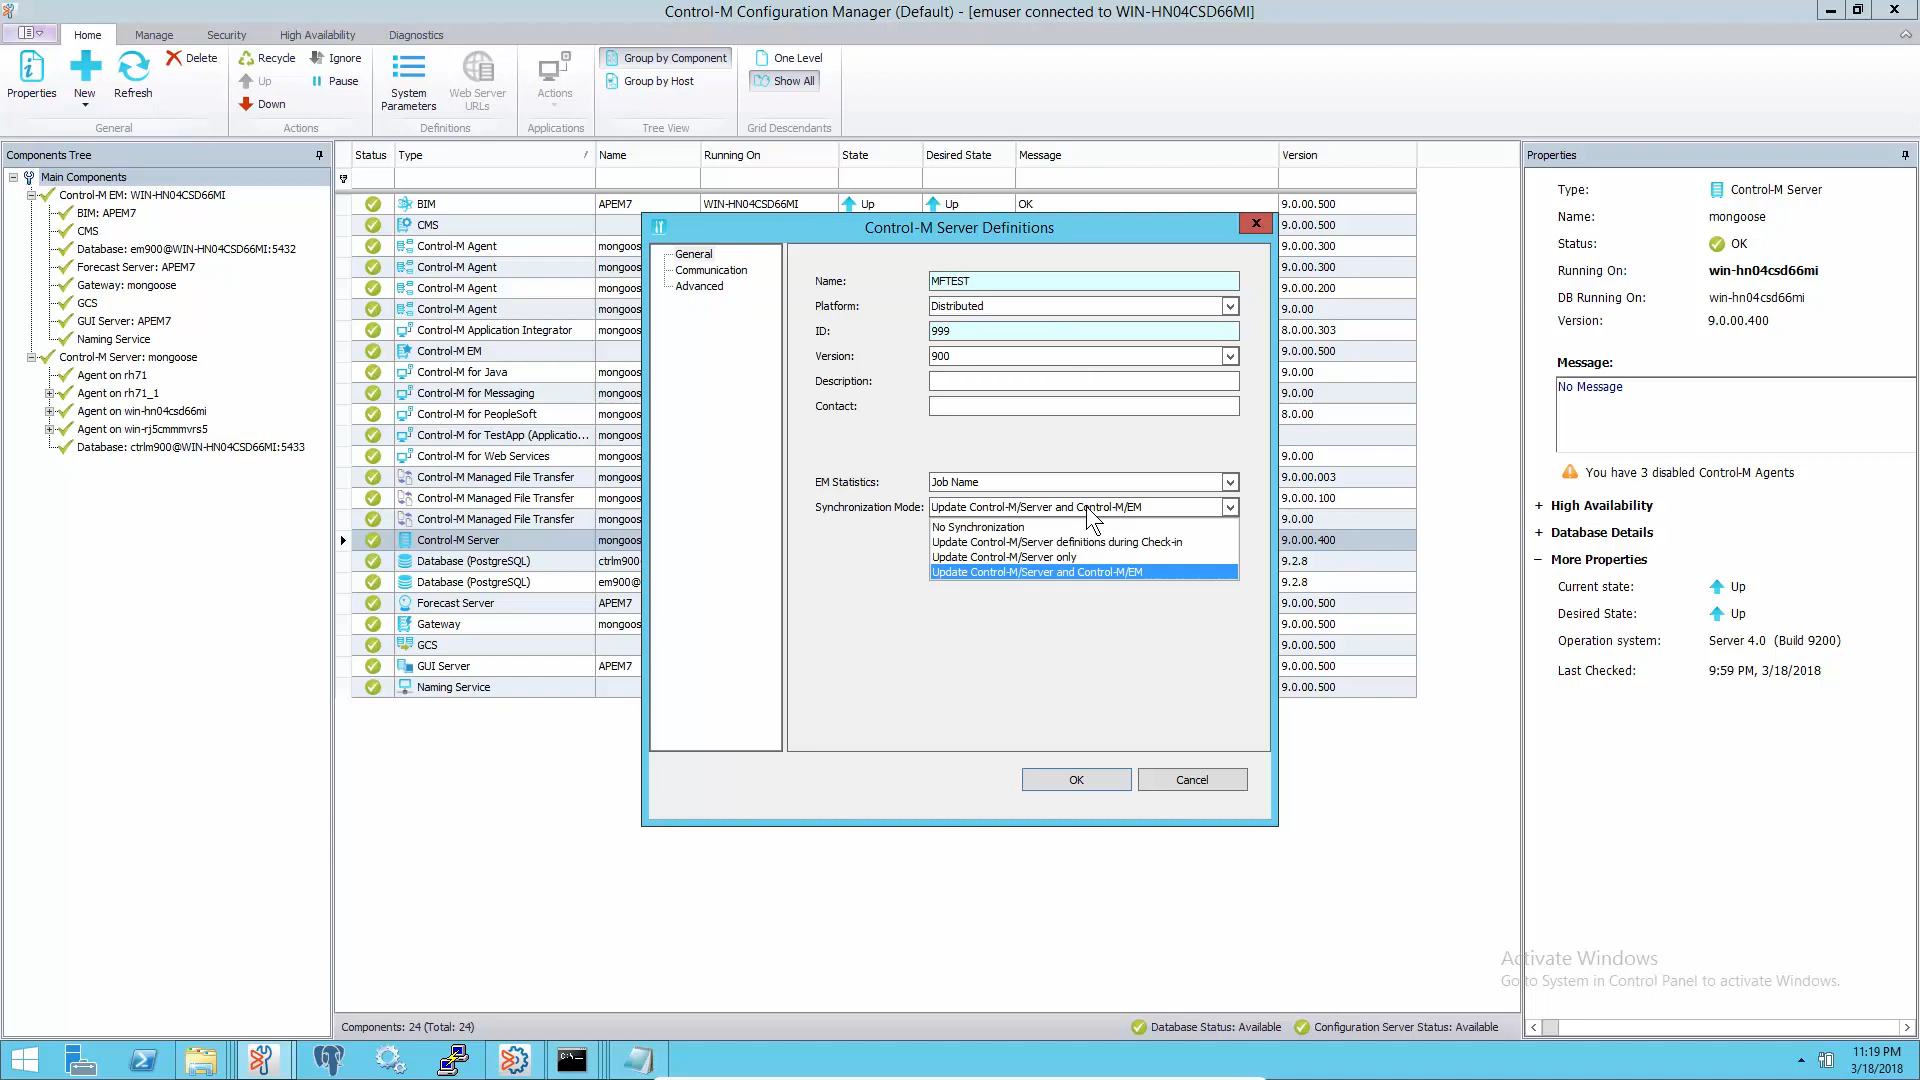 Control-M Configuration Manager (Default) - [emuser connected to WIN-HN04CSD66MI]
Home Manage Security High Availability Diagnostics
Properties
New
Refresh
Delete
General
Recycle
Up
Down
Ignore
Pause
Actions
System Parameters
Web Server URLs
Definitions
Actions
Applications
Group by Component
Group by Host
Tree View
One Level
Show All
Grid Descendants
Components Tree
Main Components
Control-M EM: WIN-HN04CSD66MI
BIM: APEM7
CMS
Database: em900@WIN-HN04CSD66MI:5432
Forecast Server: APEM7
Gateway: mongoose
GCS
GUI Server: APEM7
Naming Service
Control-M Server: mongoose
Agent on rh71
Agent on rh71_1
Agent on win-hn04csd66mi
Agent on win-rj5cmmmvrs5
Database: ctrlm900@WIN-HN04CSD66MI:5433
Status Type / Name Running On State Desired State Message Version
BIM APEM7 WIN-HN04CSD66MI Up Up OK 9.0.00.500
CMS 9.0.00.500
Control-M Agent mongoos 9.0.00.300
Control-M Agent mongoos 9.0.00.300
Control-M Agent mongoos 9.0.00.200
Control-M Agent mongoos 9.0.00
Control-M Application Integrator mongoos 8.0.00.303
Control-M EM 9.0.00.500
Control-M for Java mongoos 9.0.00
Control-M for Messaging mongoos 9.0.00
Control-M for PeopleSoft mongoos 8.0.00
Control-M for TestApp (Applicatio... mongoos
Control-M for Web Services mongoos 9.0.00
Control-M Managed File Transfer mongoos 9.0.00.003
Control-M Managed File Transfer mongoos 9.0.00.100
Control-M Managed File Transfer mongoos 9.0.00
Control-M Server mongoos 9.0.00.400
Database (PostgreSQL) ctrlm90 9.2.8
Database (PostgreSQL) em900@ 9.2.8
Forecast Server APEM7 9.0.00.500
Gateway mongoos 9.0.00.500
GCS 9.0.00.500
GUI Server APEM7 9.0.00.500
Naming Service 9.0.00.500
Control-M Server Definitions
General
Communication
Advanced
Name: MFTEST
Platform: Distributed
ID: 999
Version: 900
Description:
Contact:
EM Statistics: Job Name
Synchronization Mode: Update Control-M/Server and Control-M/EM
No Synchronization
Update Control-M/Server definitions during Check-in
Update Control-M/Server only
Update Control-M/Server and Control-M/EM
OK Cancel
Properties
Type: Control-M Server
Name: mongoose
Status: OK
Running On: win-hn04csd66mi
DB Running On: win-hn04csd66mi
Version: 9.0.00.400
Message:
No Message
You have 3 disabled Control-M Agents
+ High Availability
+ Database Details
− More Properties
Current state: Up
Desired State: Up
Operation system: Server 4.0 (Build 9200)
Last Checked: 9:59 PM, 3/18/2018
Activate Windows
Go to System in Control Panel to activate Windows.
Components: 24 (Total: 24)
Database Status: Available Configuration Server Status: Available
11:19 PM
3/18/2018